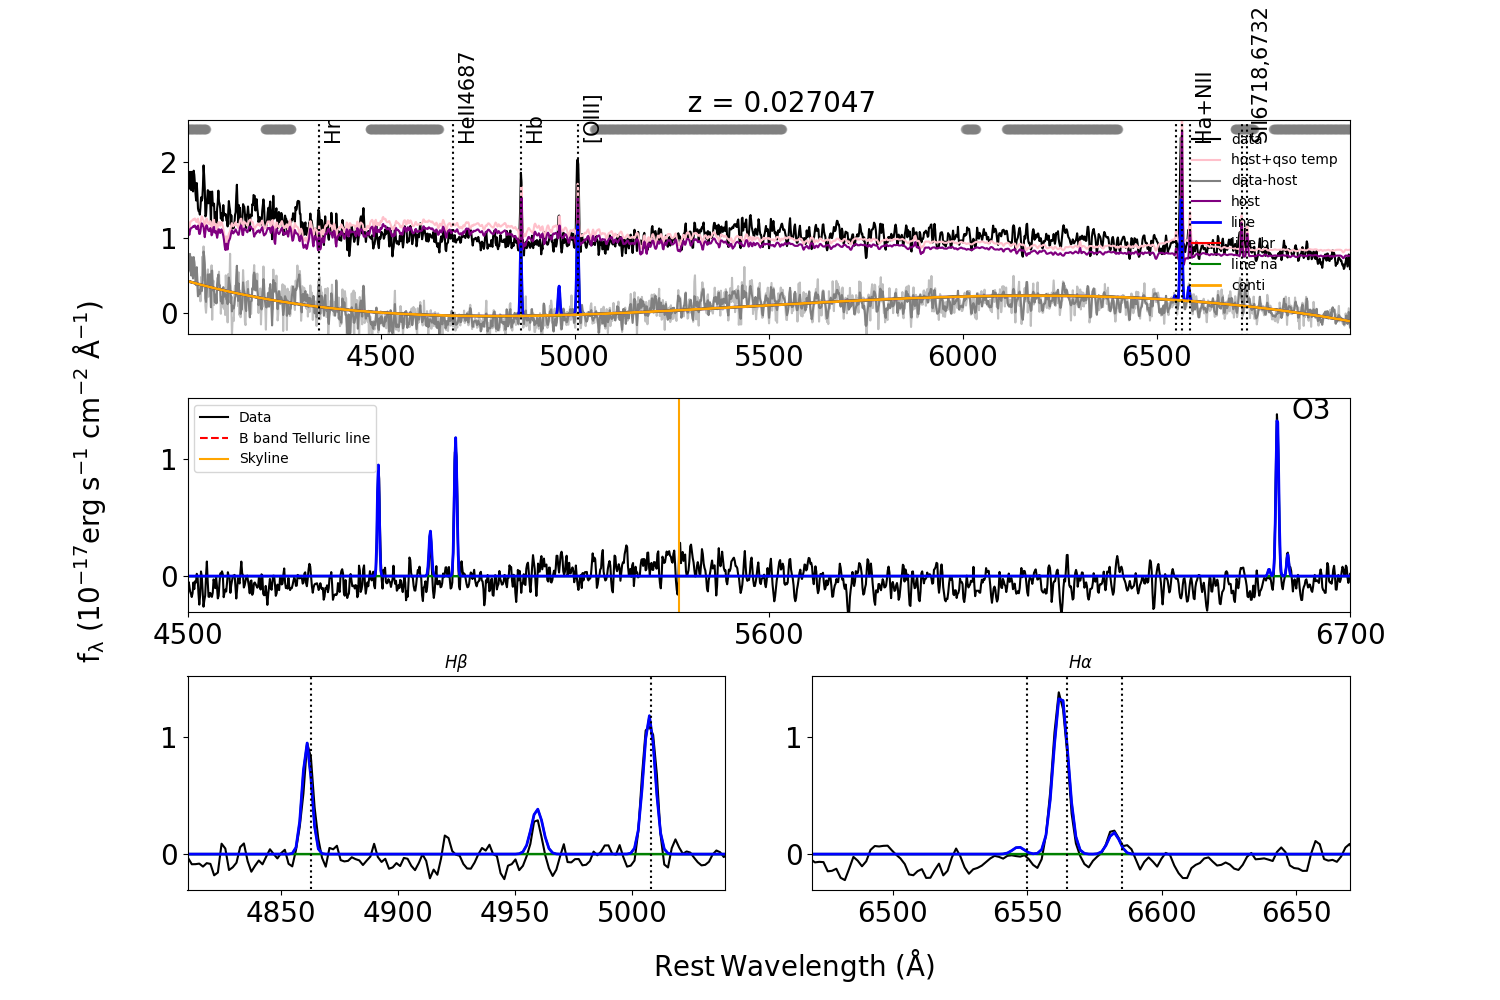 z = 0.027047
Hr
HeII4687
Hb
[OIII]
Ha+NII
SII6718,6732
data
host+qso temp
data-host
host
line
line br
line na
conti
2
1
0
4500
5000
5500
6000
6500
f_λ (10^−17 erg s^−1 cm^−2 Å^−1)
Data
B band Telluric line
Skyline
O3
1
0
4500
5600
6700
Hβ
1
0
4850
4900
4950
5000
Hα
1
0
6500
6550
6600
6650
Rest Wavelength (Å)